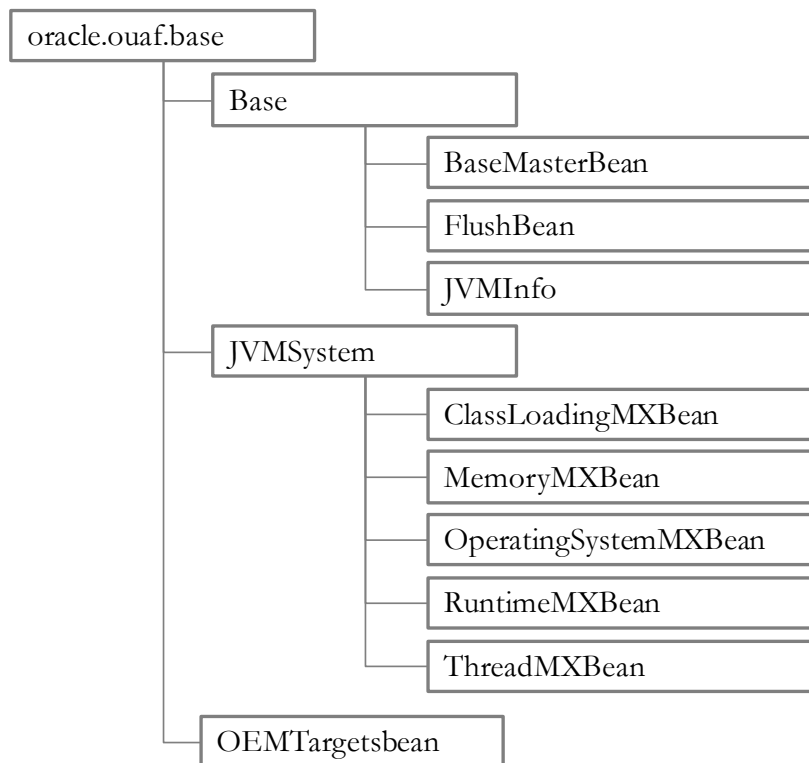 oracle.ouaf.base
Base
BaseMasterBean
FlushBean
JVMInfo
JVMSystem
ClassLoadingMXBean
MemoryMXBean
OperatingSystemMXBean
RuntimeMXBean
ThreadMXBean
OEMTargetsbean